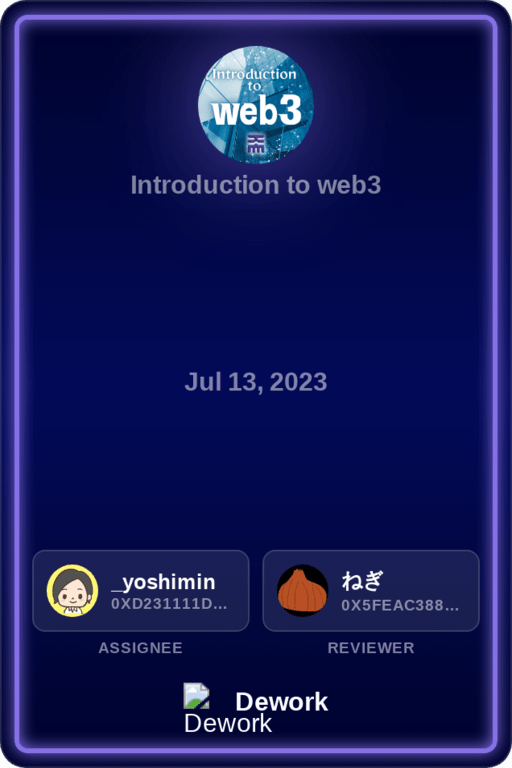 Introduction
to
web3
Introduction to web3
Jul 13, 2023
_yoshimin
0XD231111D...
ねぎ
0X5FEAC388...
ASSIGNEE
REVIEWER
Dework
Dework